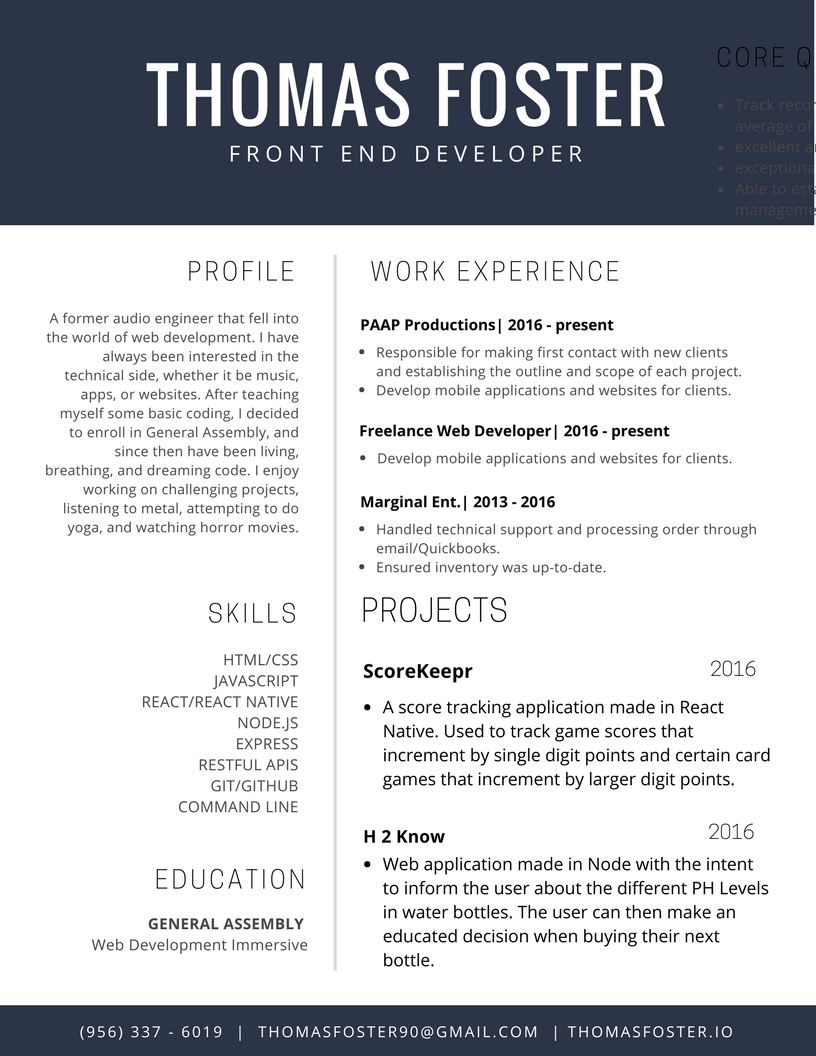 THOMAS FOSTER
FRONT END DEVELOPER
CORE Q
• Track recor
average of
• excellent a
• exceptiona
• Able to est
manageme
PROFILE
A former audio engineer that fell into
the world of web development. I have
always been interested in the
technical side, whether it be music,
apps, or websites. After teaching
myself some basic coding, I decided
to enroll in General Assembly, and
since then have been living,
breathing, and dreaming code. I enjoy
working on challenging projects,
listening to metal, attempting to do
yoga, and watching horror movies.
SKILLS
HTML/CSS
JAVASCRIPT
REACT/REACT NATIVE
NODE.JS
EXPRESS
RESTFUL APIS
GIT/GITHUB
COMMAND LINE
EDUCATION
GENERAL ASSEMBLY
Web Development Immersive
WORK EXPERIENCE
PAAP Productions| 2016 - present
• Responsible for making first contact with new clients
and establishing the outline and scope of each project.
• Develop mobile applications and websites for clients.
Freelance Web Developer| 2016 - present
• Develop mobile applications and websites for clients.
Marginal Ent.| 2013 - 2016
• Handled technical support and processing order through
email/Quickbooks.
• Ensured inventory was up-to-date.
PROJECTS
ScoreKeepr 2016
• A score tracking application made in React
Native. Used to track game scores that
increment by single digit points and certain card
games that increment by larger digit points.
H 2 Know 2016
• Web application made in Node with the intent
to inform the user about the different PH Levels
in water bottles. The user can then make an
educated decision when buying their next
bottle.
(956) 337 - 6019 | THOMASFOSTER90@GMAIL.COM | THOMASFOSTER.IO